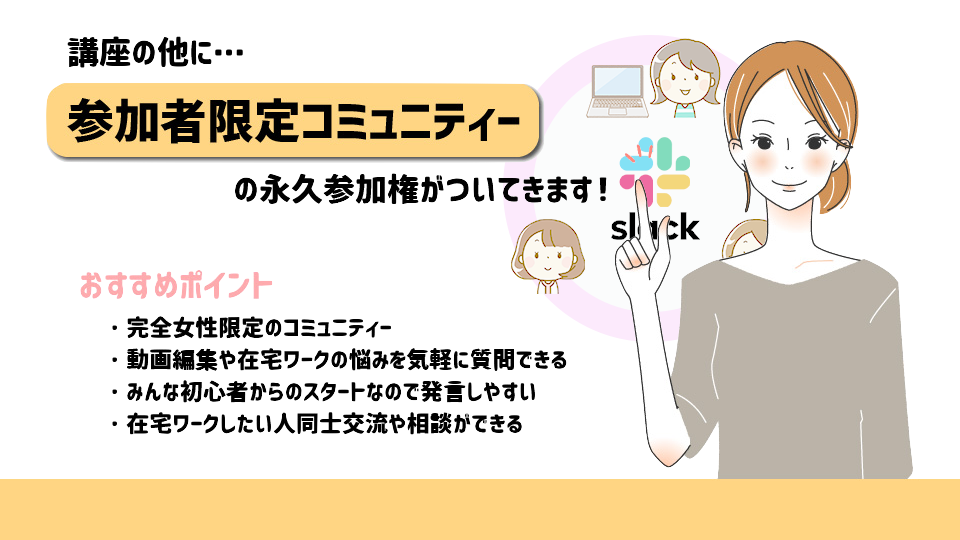 講座の他に…
参加者限定コミュニティー
の永久参加権がついてきます！
slack
おすすめポイント
・完全女性限定のコミュニティー
・動画編集や在宅ワークの悩みを気軽に質問できる
・みんな初心者からのスタートなので発言しやすい
・在宅ワークしたい人同士交流や相談ができる